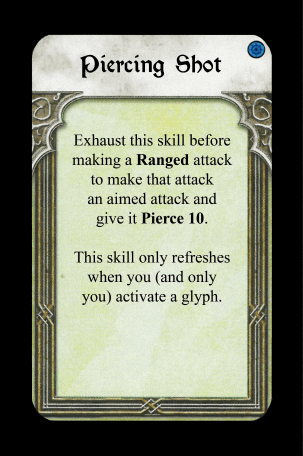 Piercing Shot
Exhaust this skill before
making a Ranged attack
to make that attack
an aimed attack and
give it Pierce 10.
This skill only refreshes
when you (and only
you) activate a glyph.